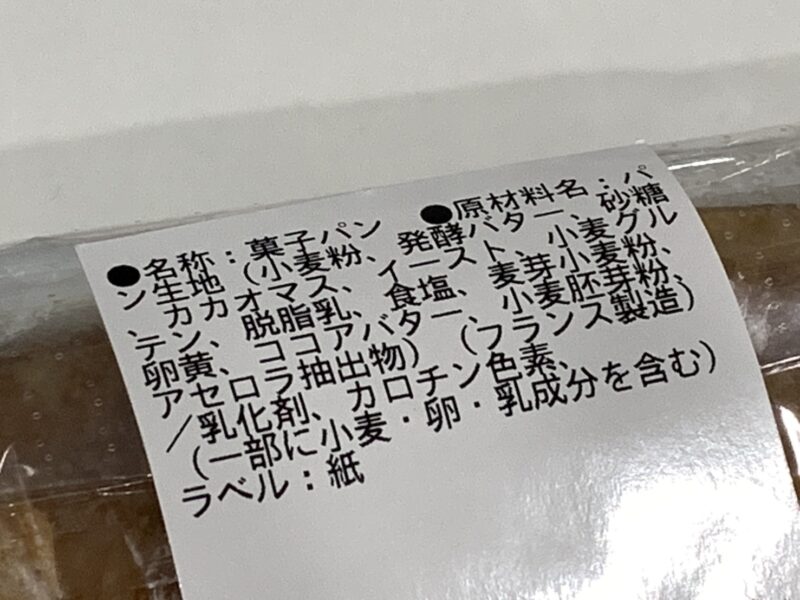 ●名称：菓子パン　●原材料名：パ
ン生地（小麦粉、発酵バター、砂糖
、カカオマス、イースト、小麦グル
テン、脱脂乳、食塩、麦芽小麦粉、
卵黄、ココアバター、小麦胚芽粉、
アセロラ抽出物）（フランス製造）
／乳化剤、カロチン色素、
（一部に小麦・卵・乳成分を含む）
ラベル：紙